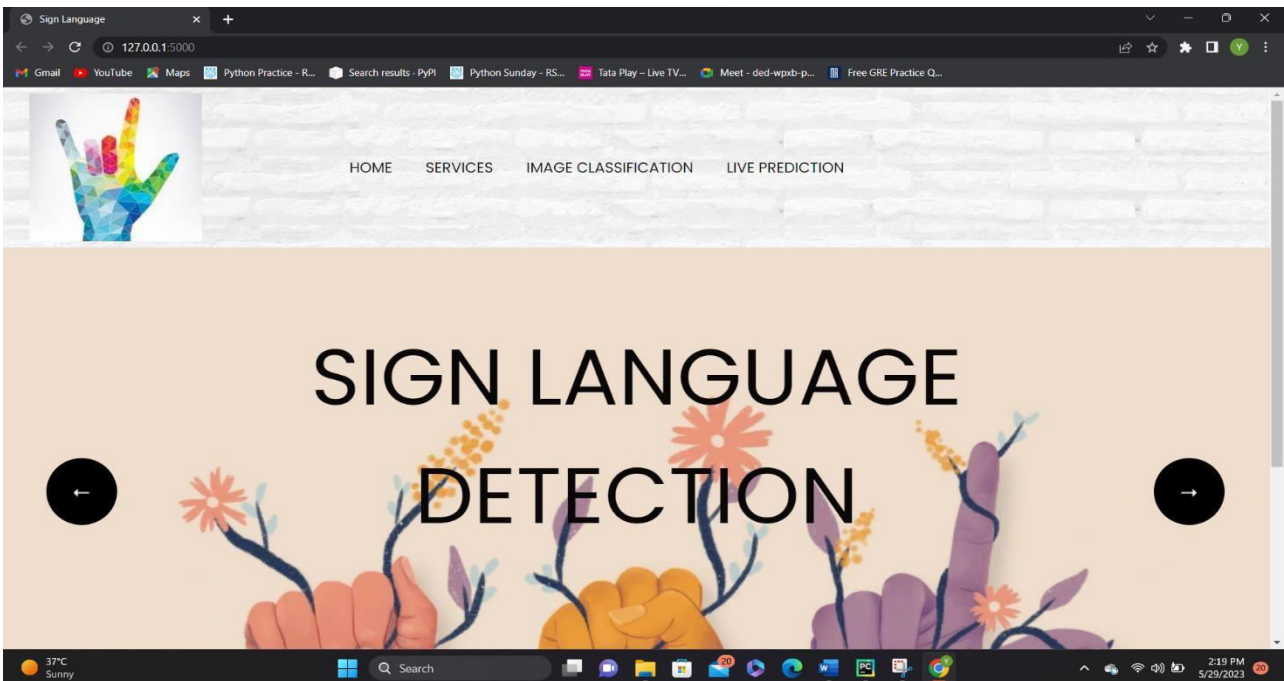 Sign Language
127.0.0.1:5000
Gmail YouTube Maps Python Practice - R... Search results · PyPI Python Sunday - RS... Tata Play – Live TV... Meet - ded-wpxb-p... Free GRE Practice Q...
Y
HOME SERVICES IMAGE CLASSIFICATION LIVE PREDICTION
SIGN LANGUAGE
DETECTION
37°C
Sunny
Search
20
2:19 PM
5/29/2023
20